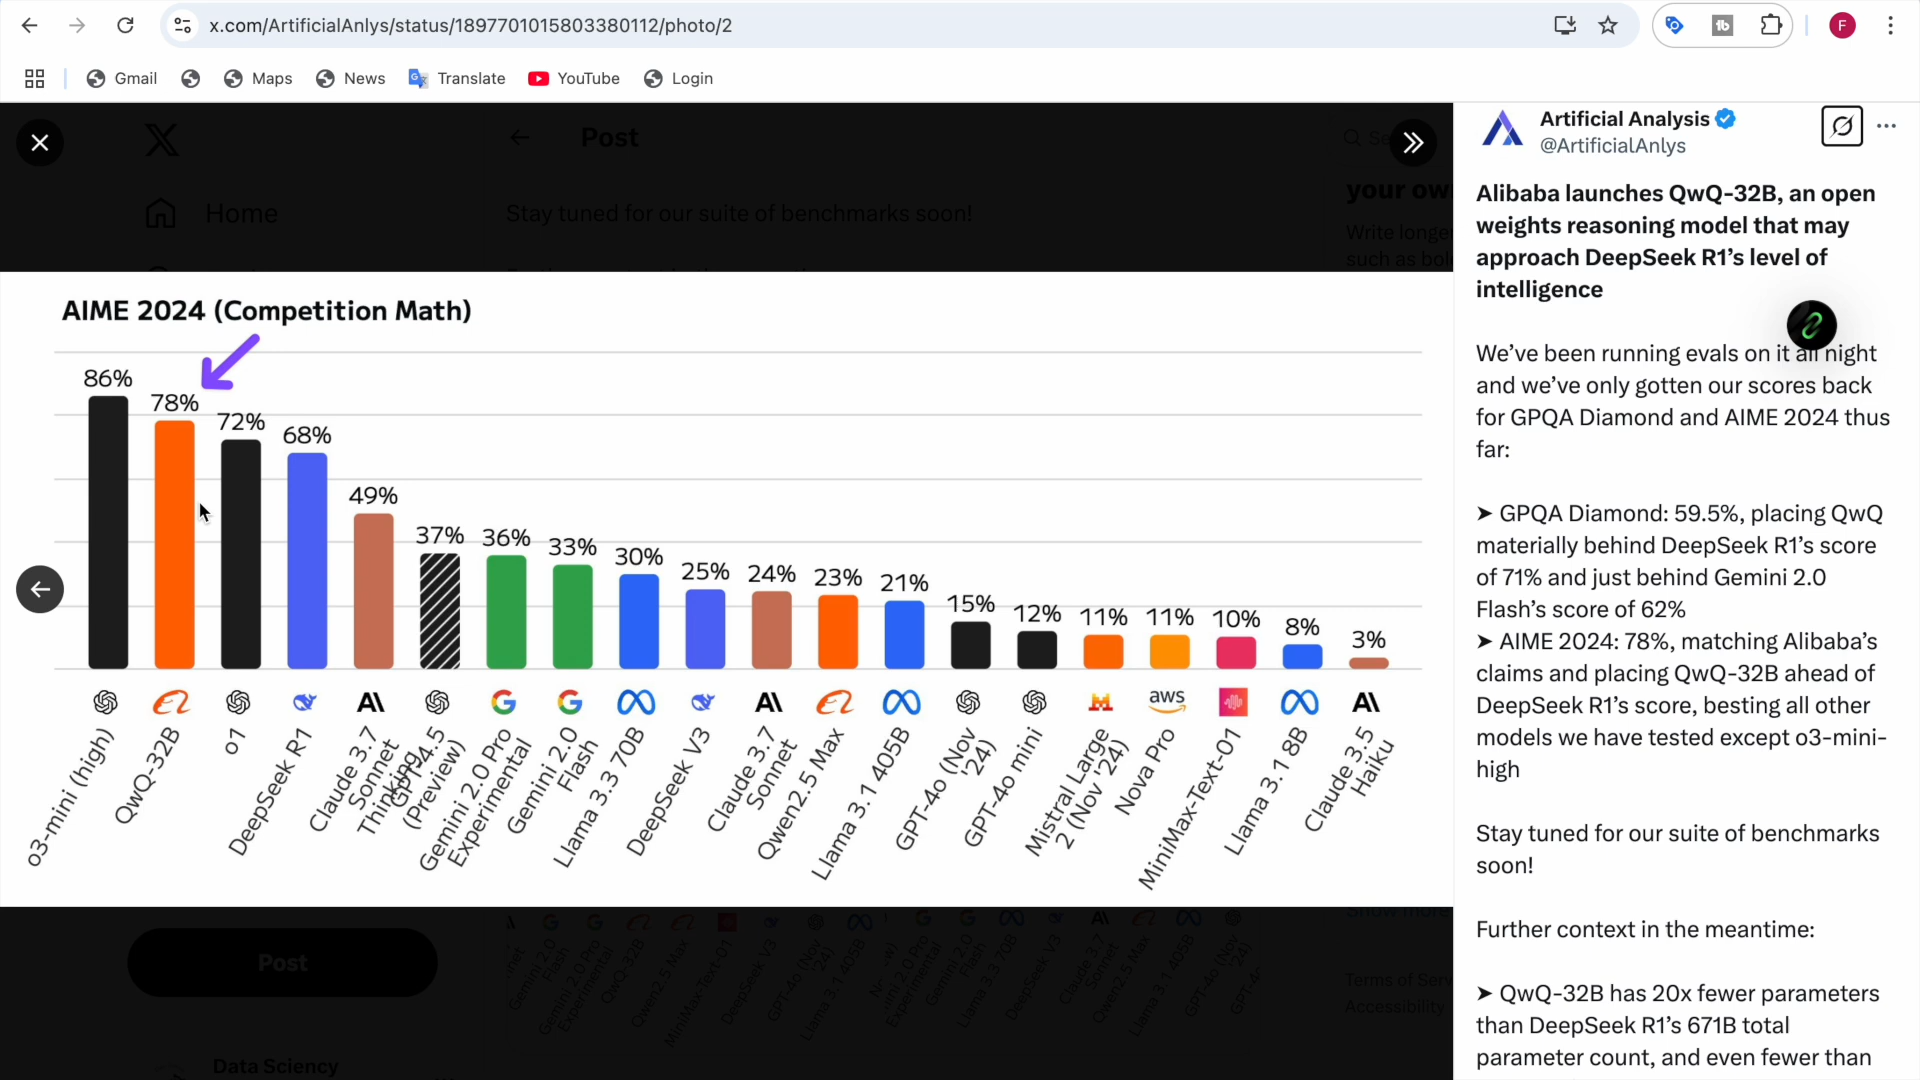 x.com/ArtificialAnlys/status/1897701015803380112/photo/2
F
Gmail
Maps
News
Translate
YouTube
Login
Post
Home
Stay tuned for our suite of benchmarks soon!
your
Write longe
such as bol
AIME 2024 (Competition Math)
86%
78%
72%
68%
49%
37%
36%
33%
30%
25%
24%
23%
21%
15%
12%
11%
11%
10%
8%
3%
aws
o3-mini (high)
QwQ-32B
o1
DeepSeek R1
Claude 3.7
Sonnet
Thinking
GPT-4.5
(Preview)
Gemini 2.0 Pro
Experimental
Gemini 2.0
Flash
Llama 3.3 70B
DeepSeek V3
Claude 3.7
Sonnet
Qwen2.5 Max
Llama 3.1 405B
GPT-4o (Nov
'24)
GPT-4o mini
Mistral Large
2 (Nov '24)
Nova Pro
MiniMax-Text-01
Llama 3.1 8B
Claude 3.5
Haiku
Post
Data Sciency
Terms of Serv
Accessibility
Artificial Analysis
@ArtificialAnlys
Alibaba launches QwQ-32B, an open
weights reasoning model that may
approach DeepSeek R1’s level of
intelligence
We’ve been running evals on it all night
and we’ve only gotten our scores back
for GPQA Diamond and AIME 2024 thus
far:
➤ GPQA Diamond: 59.5%, placing QwQ
materially behind DeepSeek R1’s score
of 71% and just behind Gemini 2.0
Flash’s score of 62%
➤ AIME 2024: 78%, matching Alibaba’s
claims and placing QwQ-32B ahead of
DeepSeek R1’s score, besting all other
models we have tested except o3-mini-
high
Stay tuned for our suite of benchmarks
soon!
Further context in the meantime:
➤ QwQ-32B has 20x fewer parameters
than DeepSeek R1’s 671B total
parameter count, and even fewer than